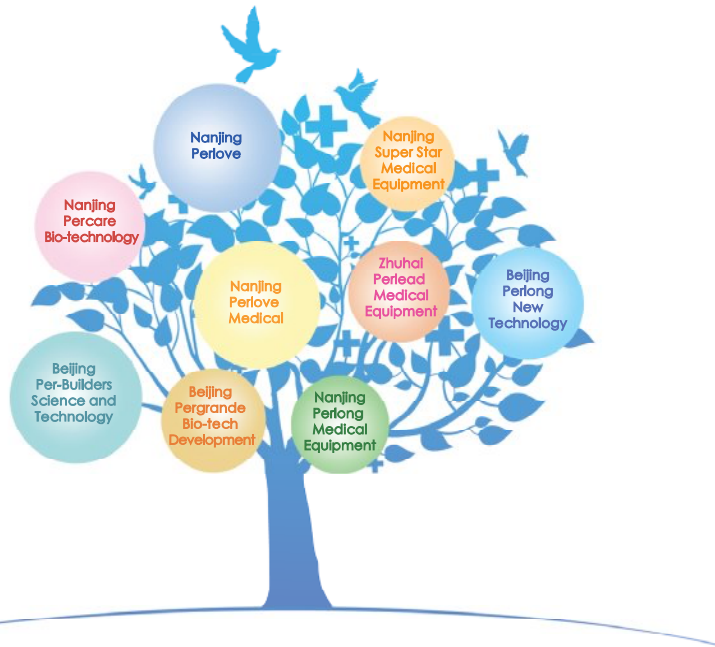 Nanjing
Perlove
Nanjing
Super Star
Medical
Equipment
Nanjing
Percare
Bio-technology
Nanjing
Perlove
Medical
Zhuhai
Perlead
Medical
Equipment
Beijing
Perlong
New
Technology
Beijing
Per-Builders
Science and
Technology
Beijing
Pergrande
Bio-tech
Development
Nanjing
Perlong
Medical
Equipment